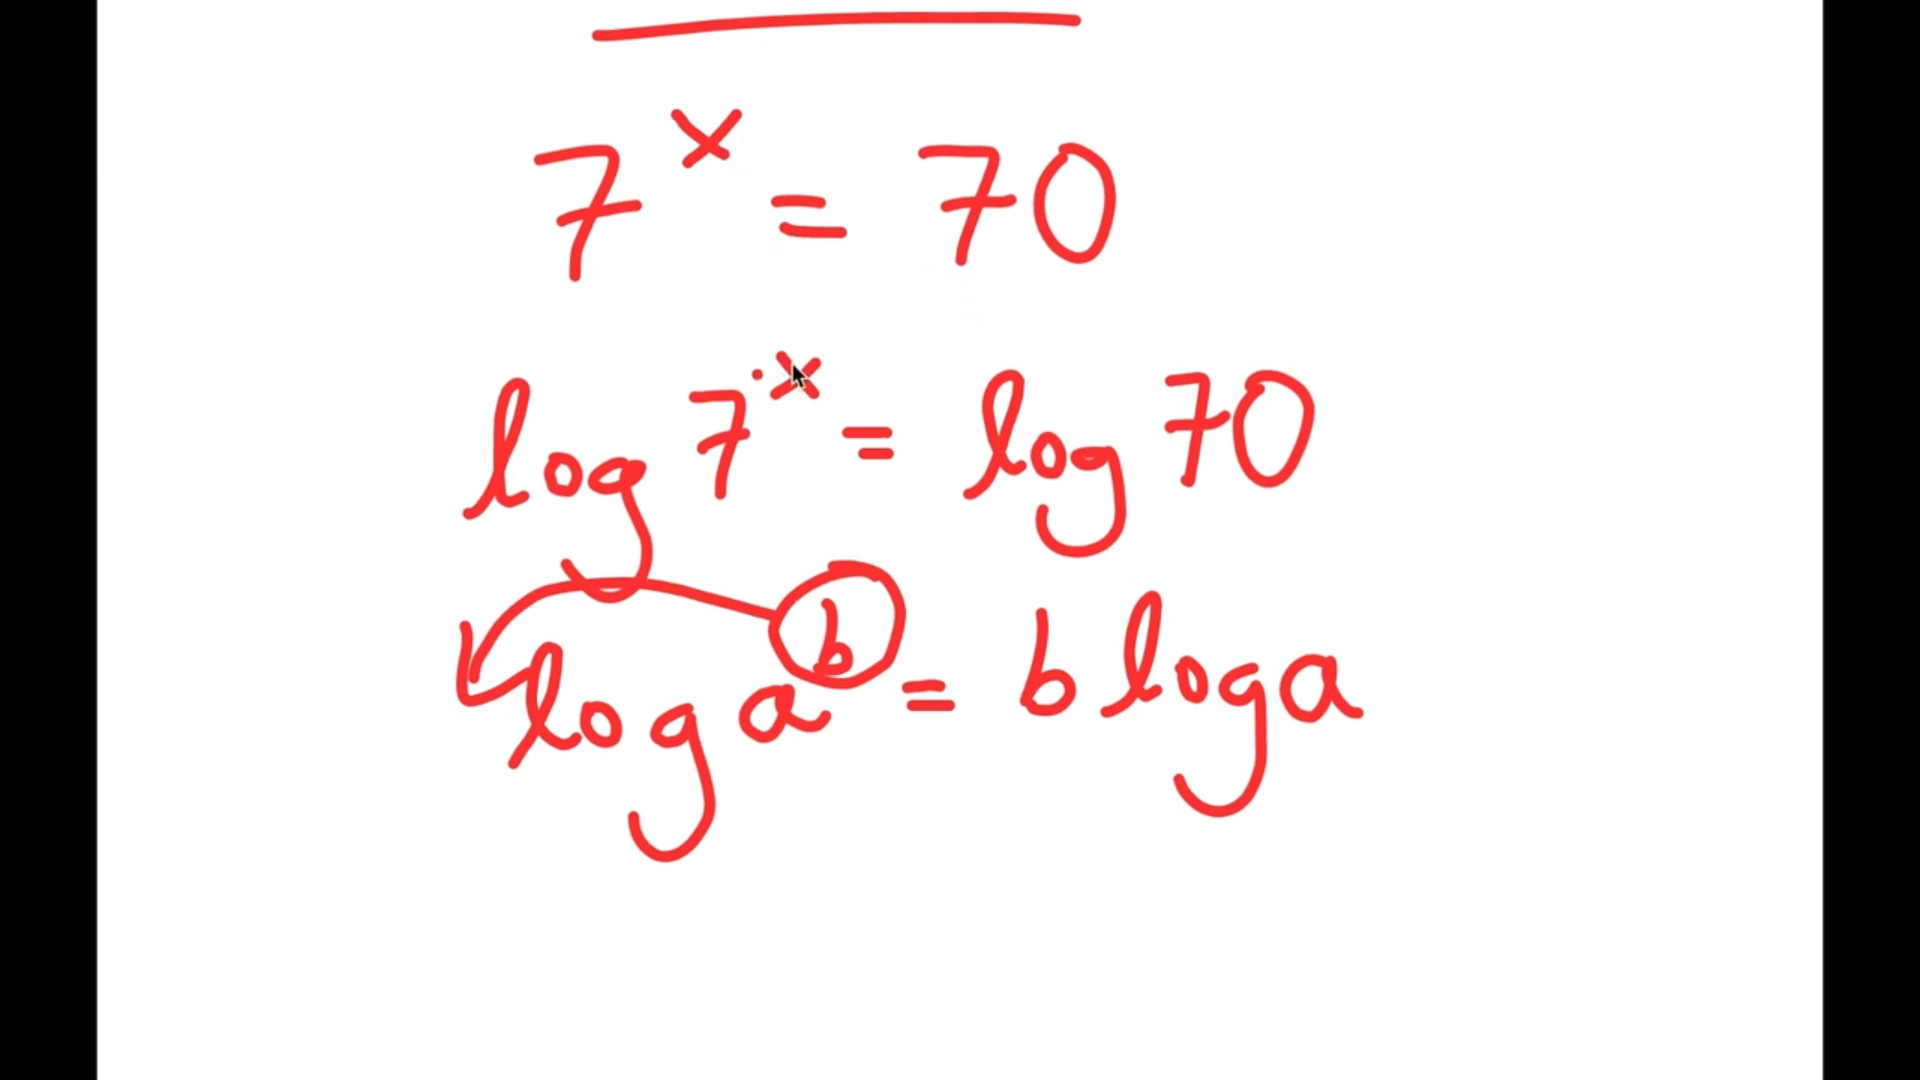 7^x = 70
log 7^x = log 70
log a^b = b log a